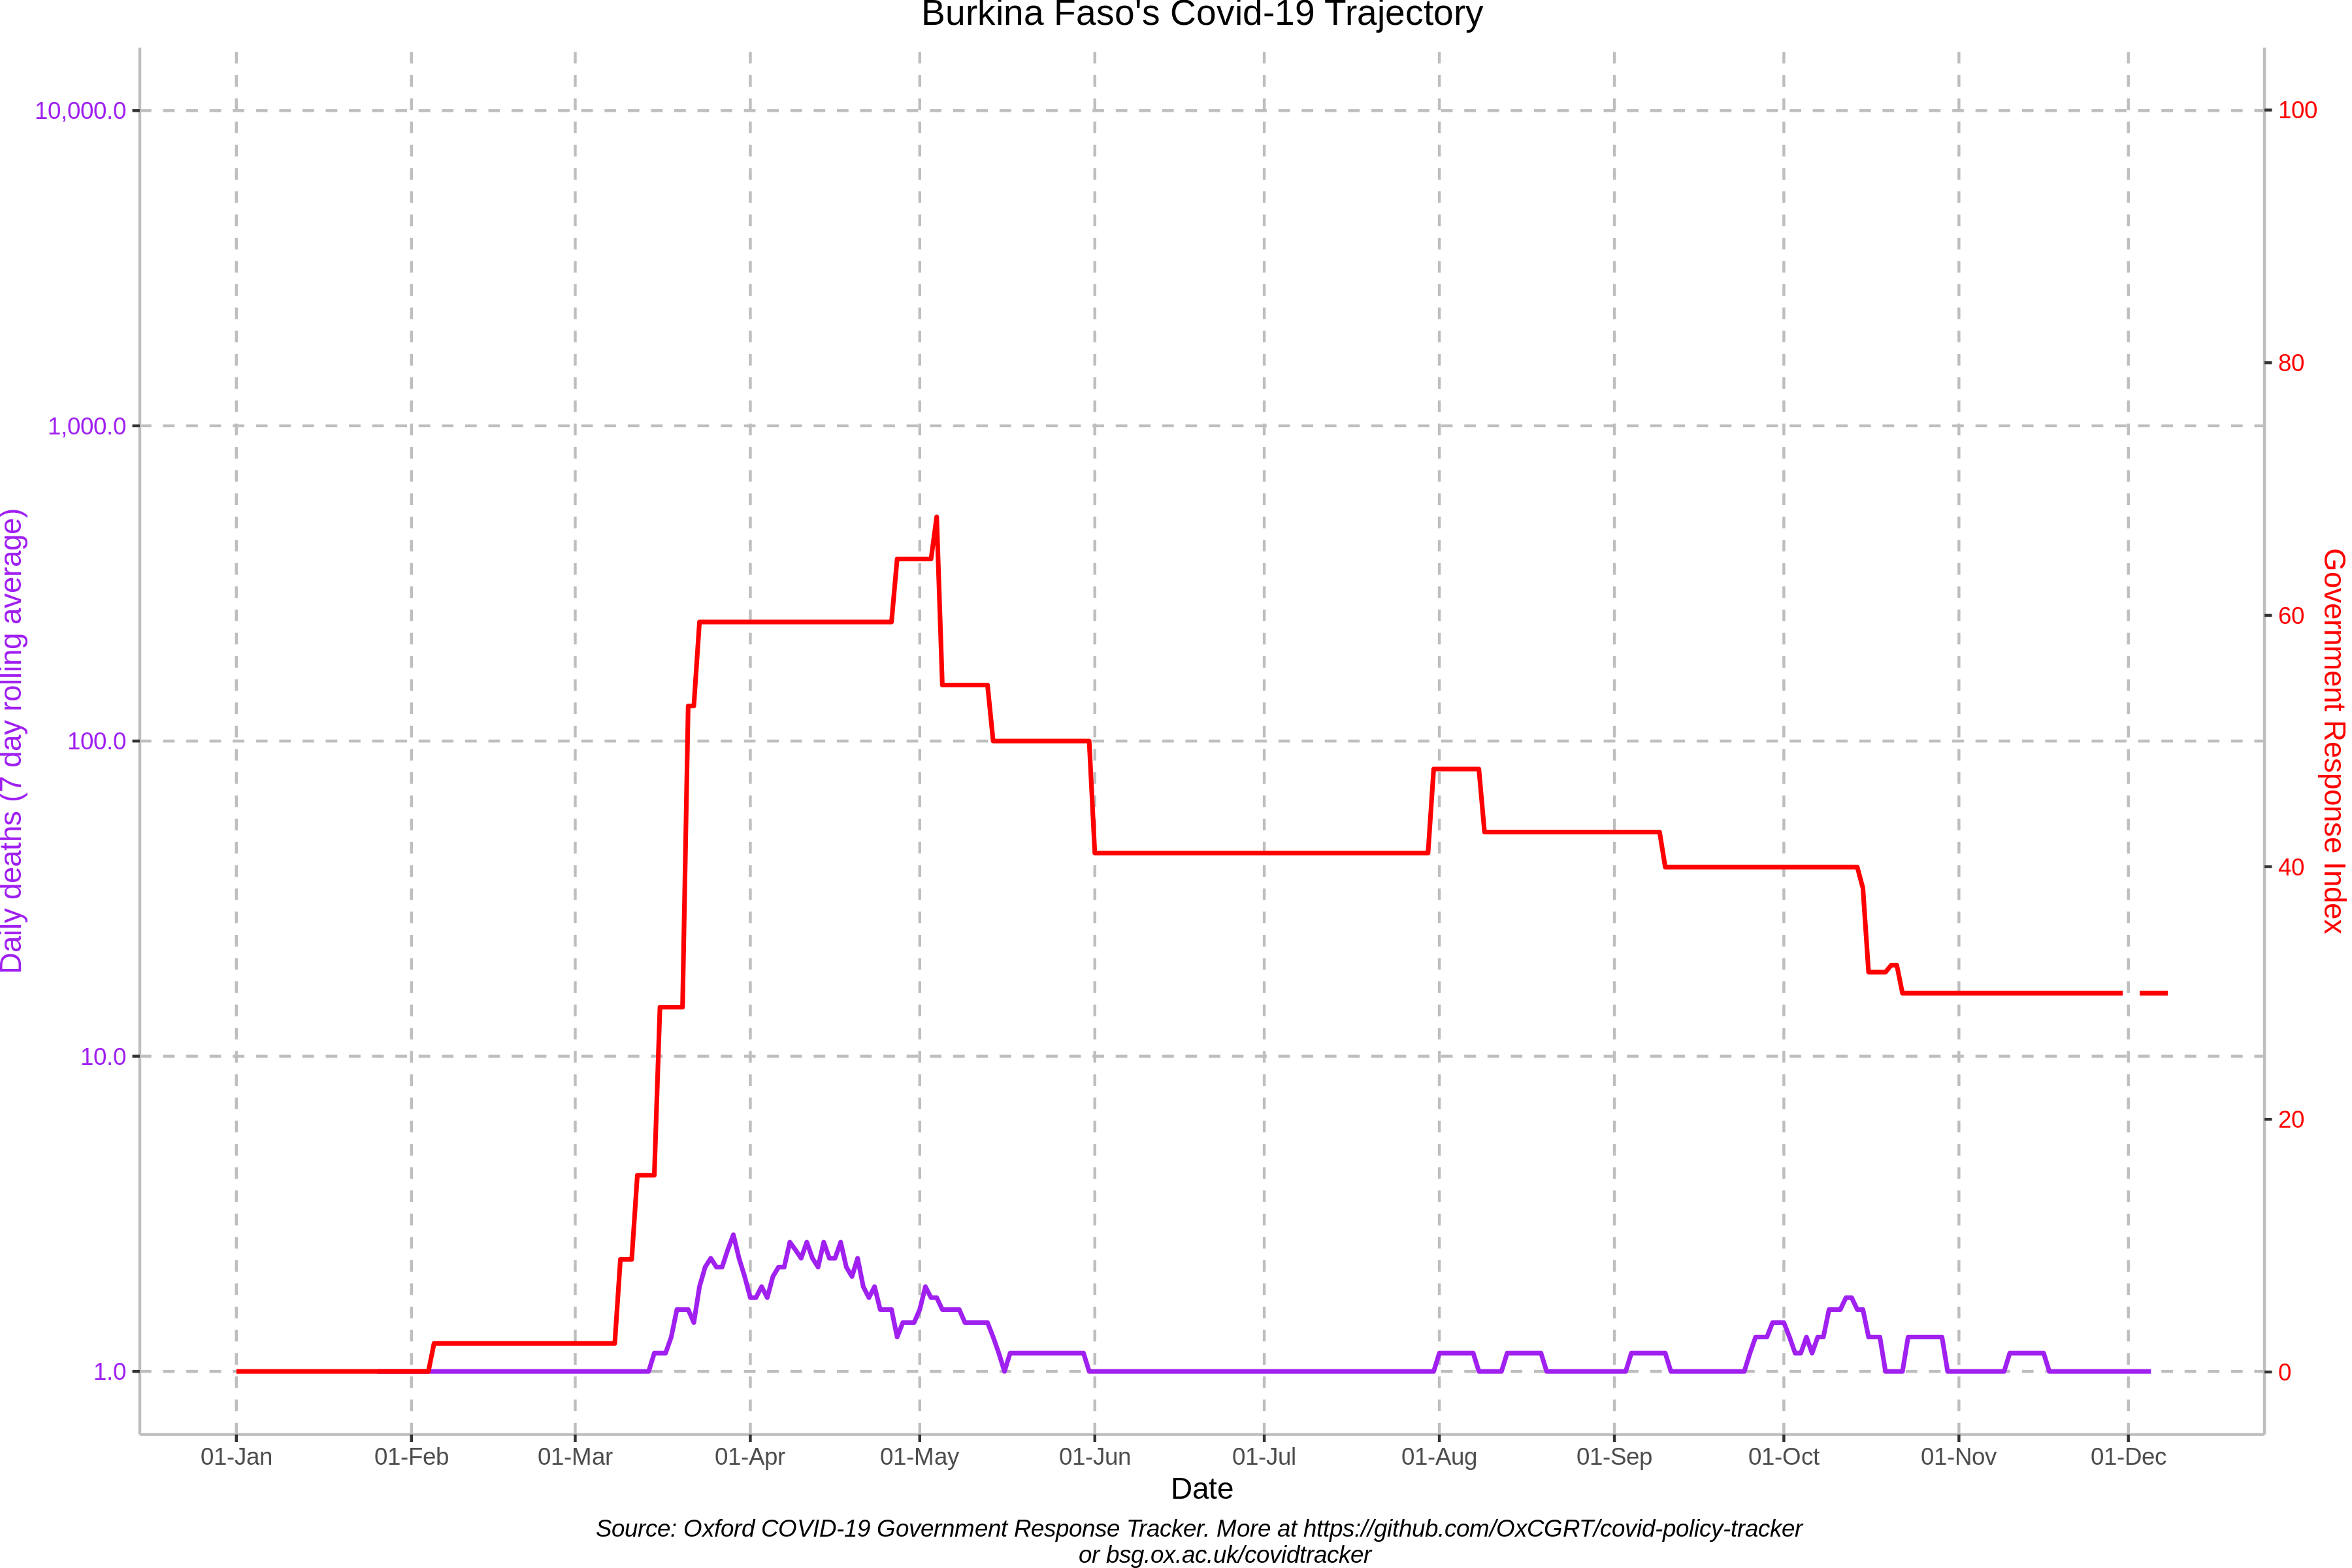 Burkina Faso's Covid-19 Trajectory
10,000.0
1,000.0
100.0
10.0
1.0
Daily deaths (7 day rolling average)
100
80
60
40
20
0
Government Response Index
01-Jan 01-Feb 01-Mar 01-Apr 01-May 01-Jun 01-Jul 01-Aug 01-Sep 01-Oct 01-Nov 01-Dec
Date
Source: Oxford COVID-19 Government Response Tracker. More at https://github.com/OxCGRT/covid-policy-tracker
or bsg.ox.ac.uk/covidtracker